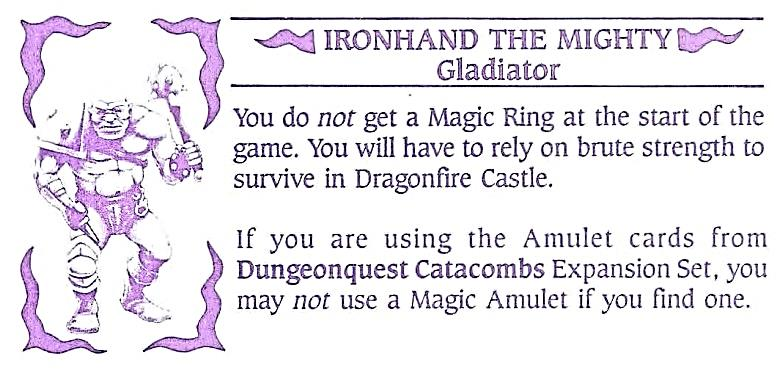 IRONHAND THE MIGHTY
Gladiator
You do not get a Magic Ring at the start of the
game. You will have to rely on brute strength to
survive in Dragonfire Castle.
If you are using the Amulet cards from
Dungeonquest Catacombs Expansion Set, you
may not use a Magic Amulet if you find one.